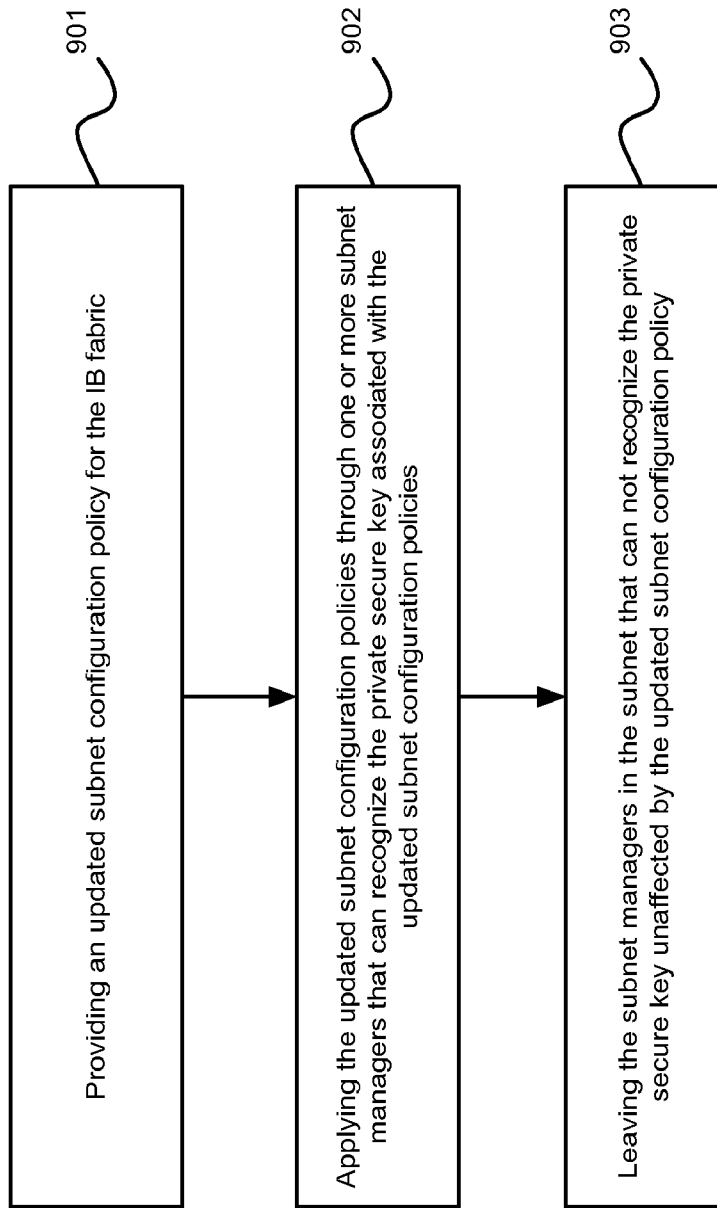 901
Providing an updated subnet configuration policy for the IB fabric
902
Applying the updated subnet configuration policies through one or more subnet
managers that can recognize the private secure key associated with the
updated subnet configuration policies
903
Leaving the subnet managers in the subnet that can not recognize the private
secure key unaffected by the updated subnet configuration policy